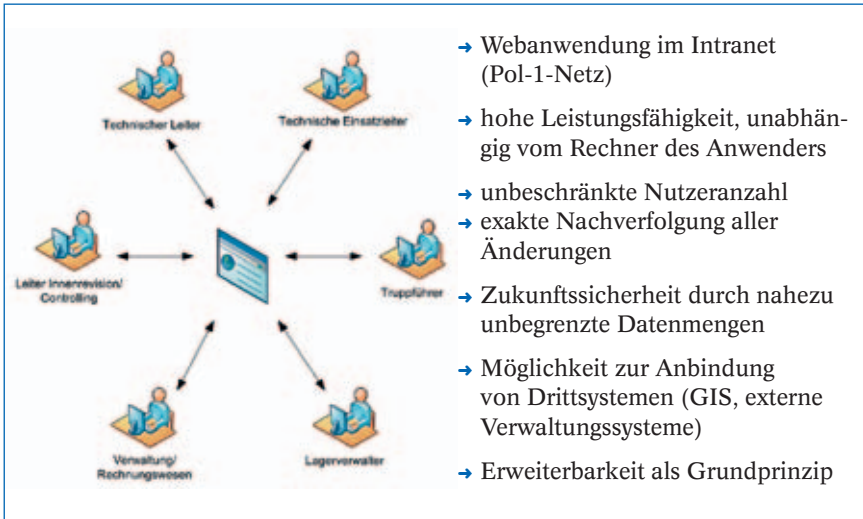 Technischer Leiter
Technische Einsatzleiter
Leiter Innenrevision/
Controlling
Truppführer
Verwaltung/
Rechnungswesen
Lagerverwalter
→ Webanwendung im Intranet
(Pol-1-Netz)
→ hohe Leistungsfähigkeit, unabhän-
gig vom Rechner des Anwenders
→ unbeschränkte Nutzeranzahl
→ exakte Nachverfolgung aller
Änderungen
→ Zukunftssicherheit durch nahezu
unbegrenzte Datenmengen
→ Möglichkeit zur Anbindung
von Drittsystemen (GIS, externe
Verwaltungssysteme)
→ Erweiterbarkeit als Grundprinzip